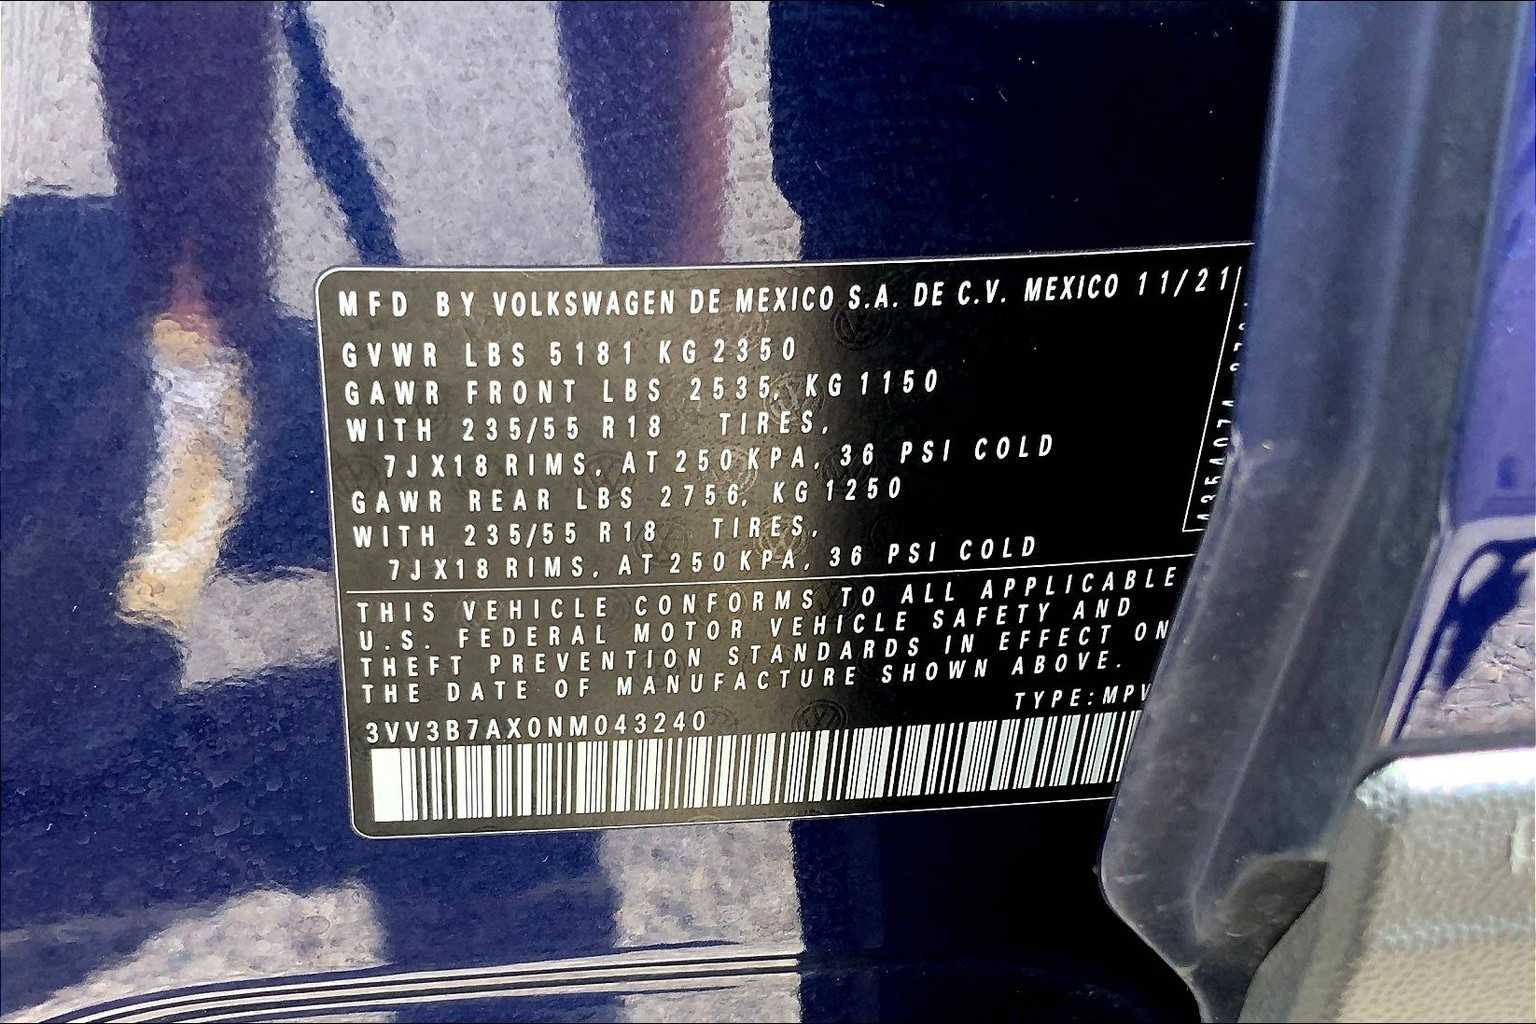 MFD BY VOLKSWAGEN DE MEXICO S.A. DE C.V. MEXICO 11/21
GVWR LBS 5181 KG 2350
GAWR FRONT LBS 2535, KG 1150
WITH 235/55 R18 TIRES,
7JX18 RIMS, AT 250 KPA, 36 PSI COLD
GAWR REAR LBS 2756, KG 1250
WITH 235/55 R18 TIRES,
7JX18 RIMS, AT 250 KPA, 36 PSI COLD
THIS VEHICLE CONFORMS TO ALL APPLICABLE
U.S. FEDERAL MOTOR VEHICLE SAFETY AND
THEFT PREVENTION STANDARDS IN EFFECT ON
THE DATE OF MANUFACTURE SHOWN ABOVE.
TYPE: MPV
3VV3B7AX0NM043240